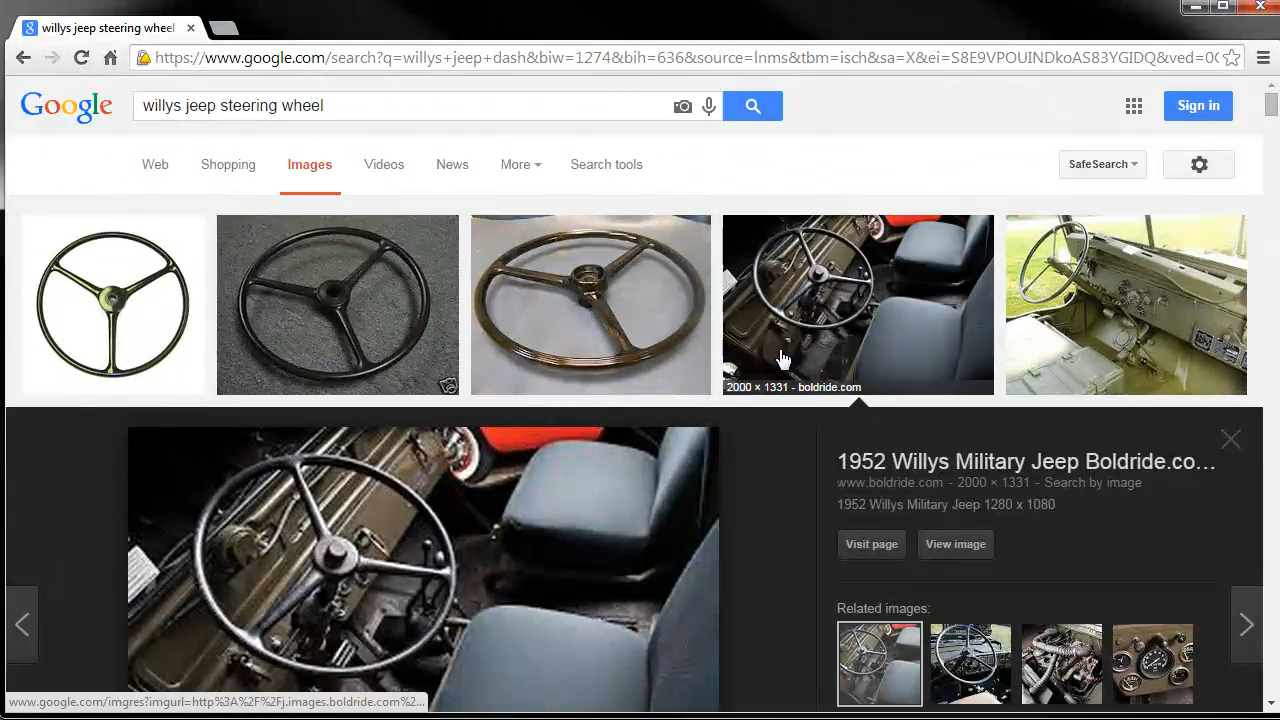 willys jeep steering wheel
https://www.google.com/search?q=willys+jeep+dash&biw=1274&bih=636&source=lnms&tbm=isch&sa=X&ei=S8E9VPOUINDkoAS83YGIDQ&ved=0C
Google willys jeep steering wheel Sign in
Web Shopping Images Videos News More Search tools SafeSearch
2000 × 1331 - boldride.com
1952 Willys Military Jeep Boldride.co...
www.boldride.com - 2000 × 1331 - Search by image
1952 Willys Military Jeep 1280 x 1080
Visit page View image
Related images:
www.google.com/imgres?imgurl=http%3A%2F%2Fj.images.boldride.com%2...